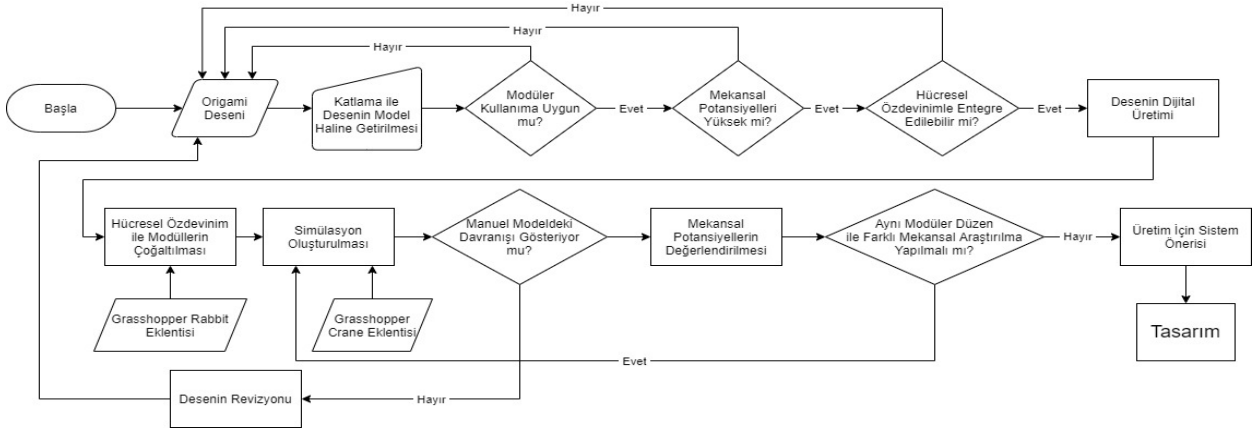 Hayır
Hayır
Hayır
Başla
Origami
Deseni
Katlama ile
Desenin Model
Haline Getirilmesi
Modüler
Kullanıma Uygun
mu?
Evet
Mekansal
Potansiyelleri
Yüksek mi?
Evet
Hücresel
Özdevinimle Entegre
Edilebilir mi?
Evet
Desenin Dijital
Üretimi
Hücresel Özdevinim
ile Modüllerin
Çoğaltılması
Simülasyon
Oluşturulması
Manuel Modeldeki
Davranışı Gösteriyor
mu?
Mekansal
Potansiyellerin
Değerlendirilmesi
Aynı Modüler Düzen
ile Farklı Mekansal Araştırılma
Yapılmalı mı?
Hayır
Üretim İçin Sistem
Önerisi
Grasshopper Rabbit
Eklentisi
Grasshopper
Crane Eklentisi
Tasarım
Evet
Desenin Revizyonu
Hayır